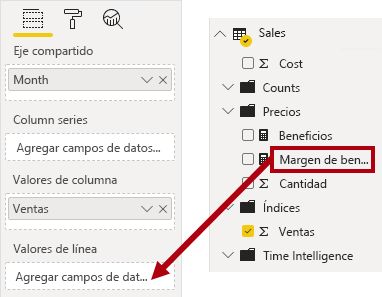 Eje compartido
Month
Column series
Agregar campos de datos...
Valores de columna
Ventas
Valores de línea
Agregar campos de dat...
Sales
Cost
Counts
Precios
Beneficios
Margen de ben...
Cantidad
Índices
Ventas
Time Intelligence